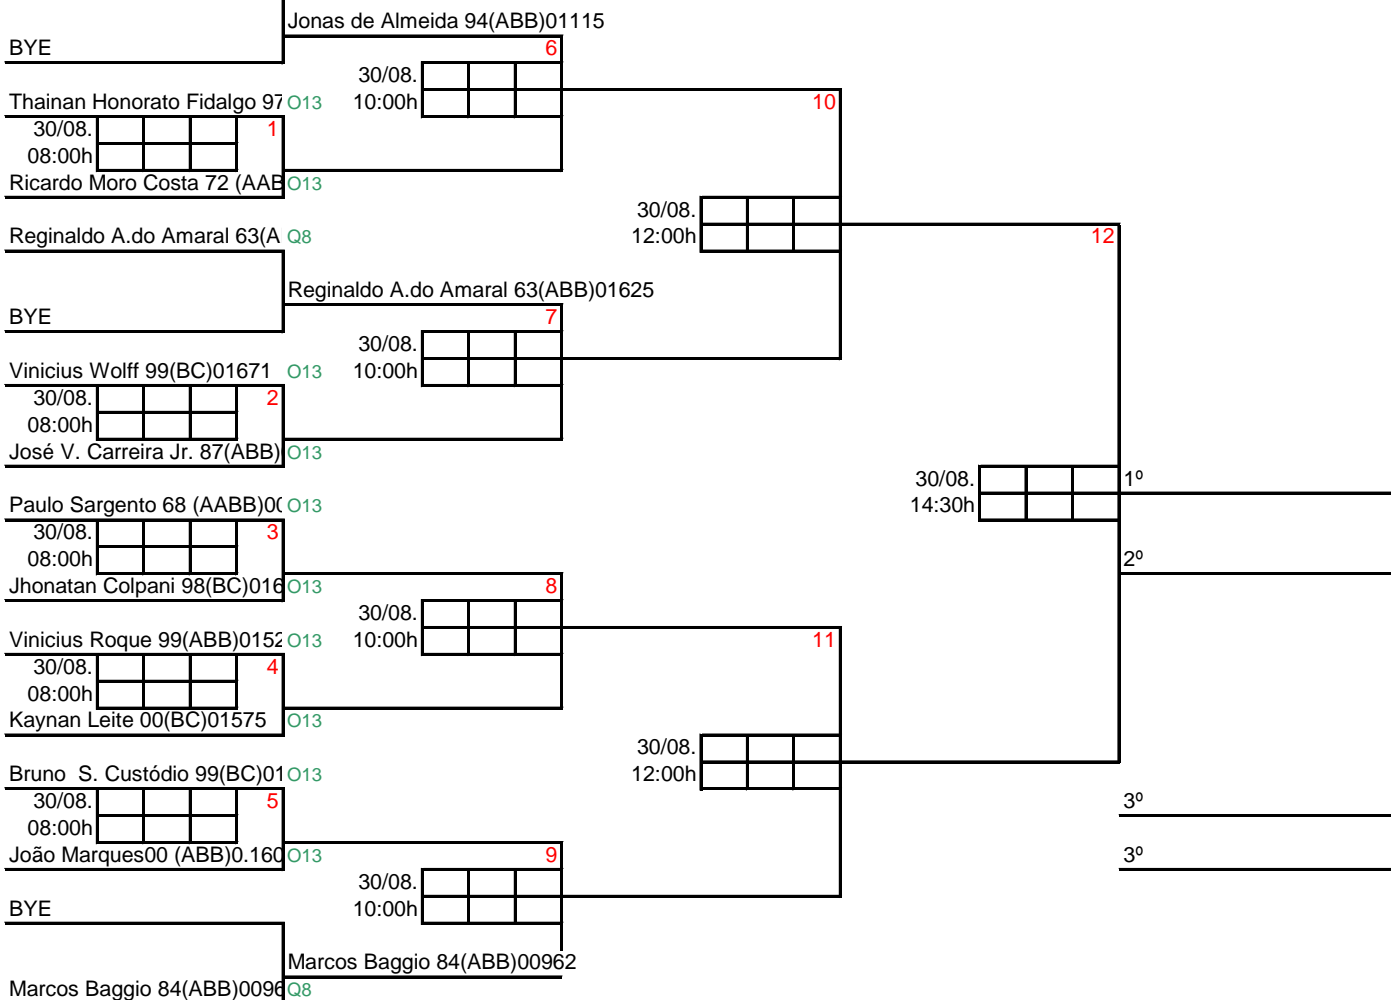 Jonas de Almeida 94(ABB)01115
BYE
6
30/08.
10:00h
Thainan Honorato Fidalgo 97 O13
10
30/08.
08:00h
1
Ricardo Moro Costa 72 (AAB O13
30/08.
12:00h
12
Reginaldo A.do Amaral 63(A Q8
Reginaldo A.do Amaral 63(ABB)01625
BYE
7
30/08.
10:00h
Vinicius Wolff 99(BC)01671 O13
30/08.
08:00h
2
José V. Carreira Jr. 87(ABB) O13
30/08.
14:30h
1º
Paulo Sargento 68 (AABB)00 O13
30/08.
08:00h
3
2º
Jhonatan Colpani 98(BC)016 O13
8
30/08.
10:00h
Vinicius Roque 99(ABB)0152 O13
11
30/08.
08:00h
4
Kaynan Leite 00(BC)01575 O13
30/08.
12:00h
Bruno  S. Custódio 99(BC)01 O13
30/08.
08:00h
5
3º
João Marques00 (ABB)0.160 O13
9
3º
30/08.
10:00h
BYE
Marcos Baggio 84(ABB)00962
Marcos Baggio 84(ABB)0096 Q8